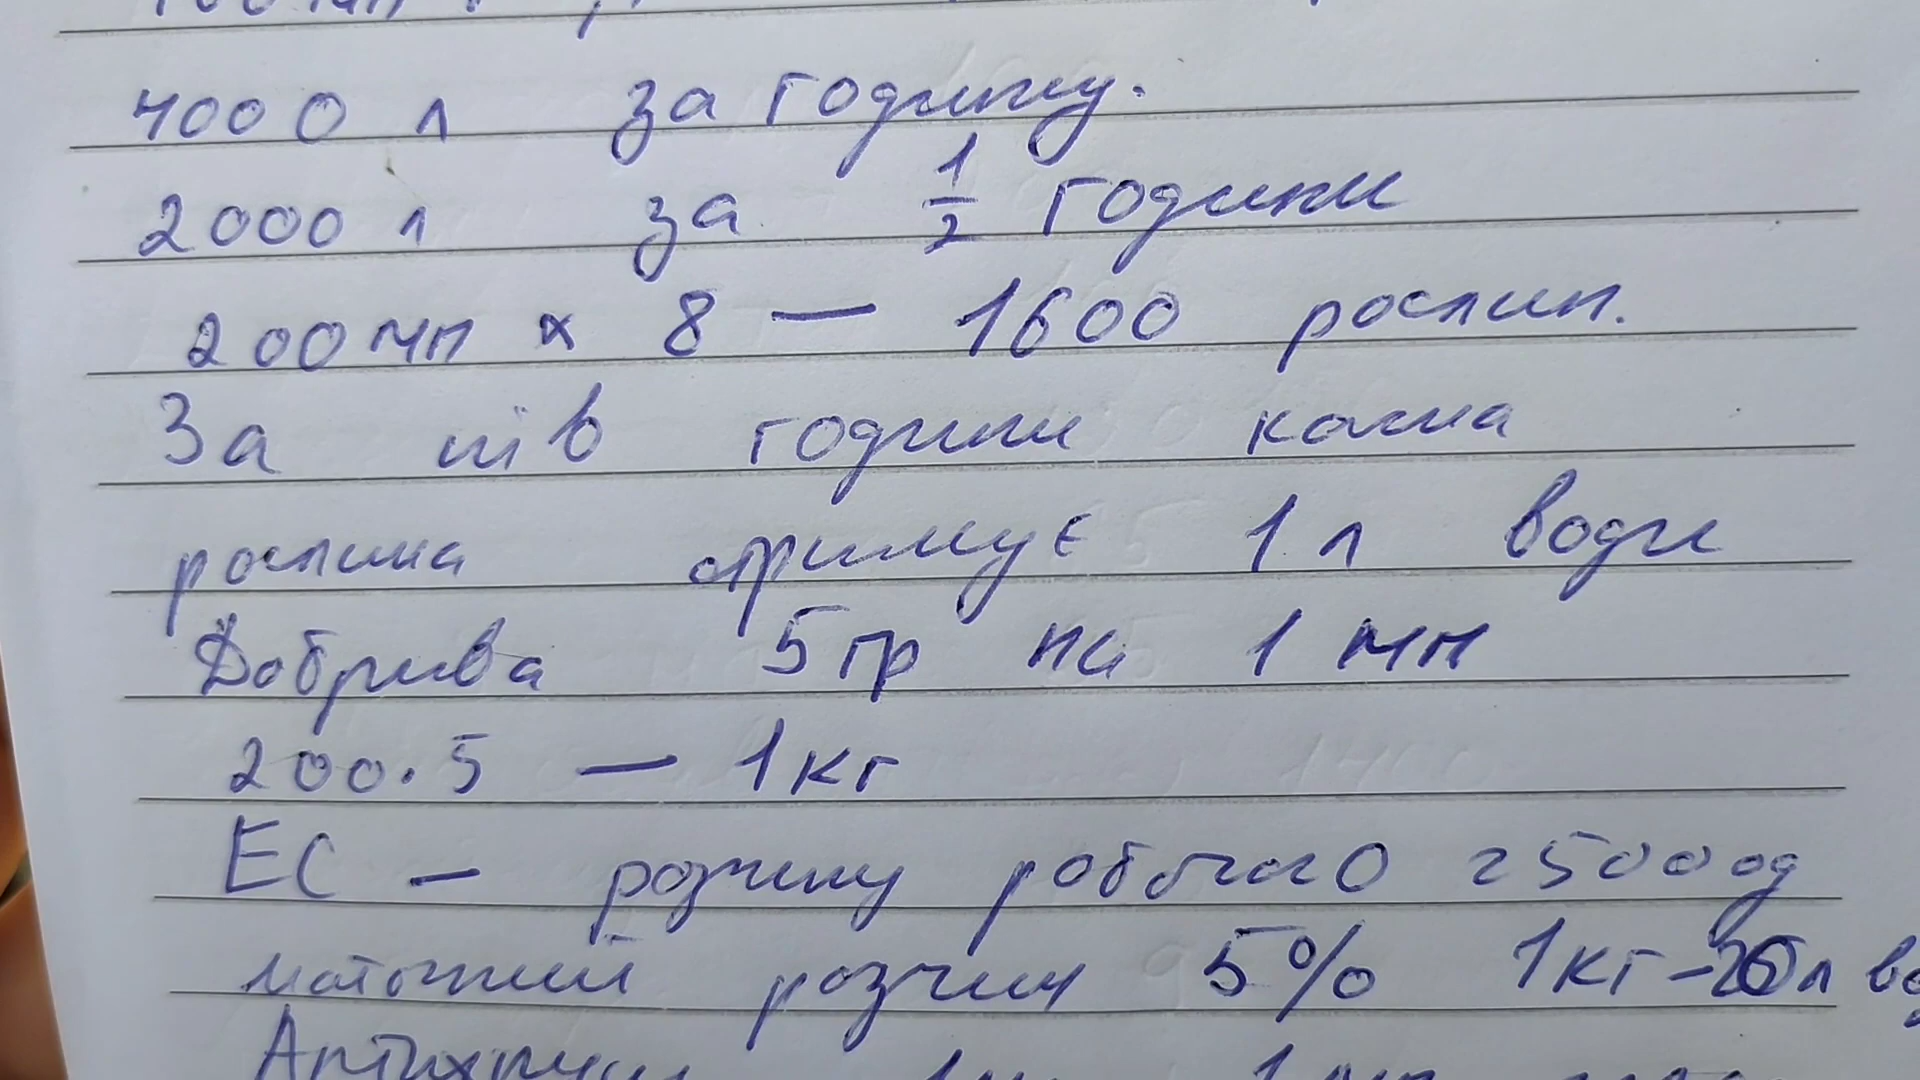 4000 л за годину.
2000 л за 1/2 години
200 мп х 8 — 1600 рослин.
За пів години кожна
рослина отримує 1 л води
Добрива 5 гр на 1 мп
200.5 — 1 кг
ЕС — розчину робочого 2500 од
маточний розчин 5% 1 кг - 20 л во